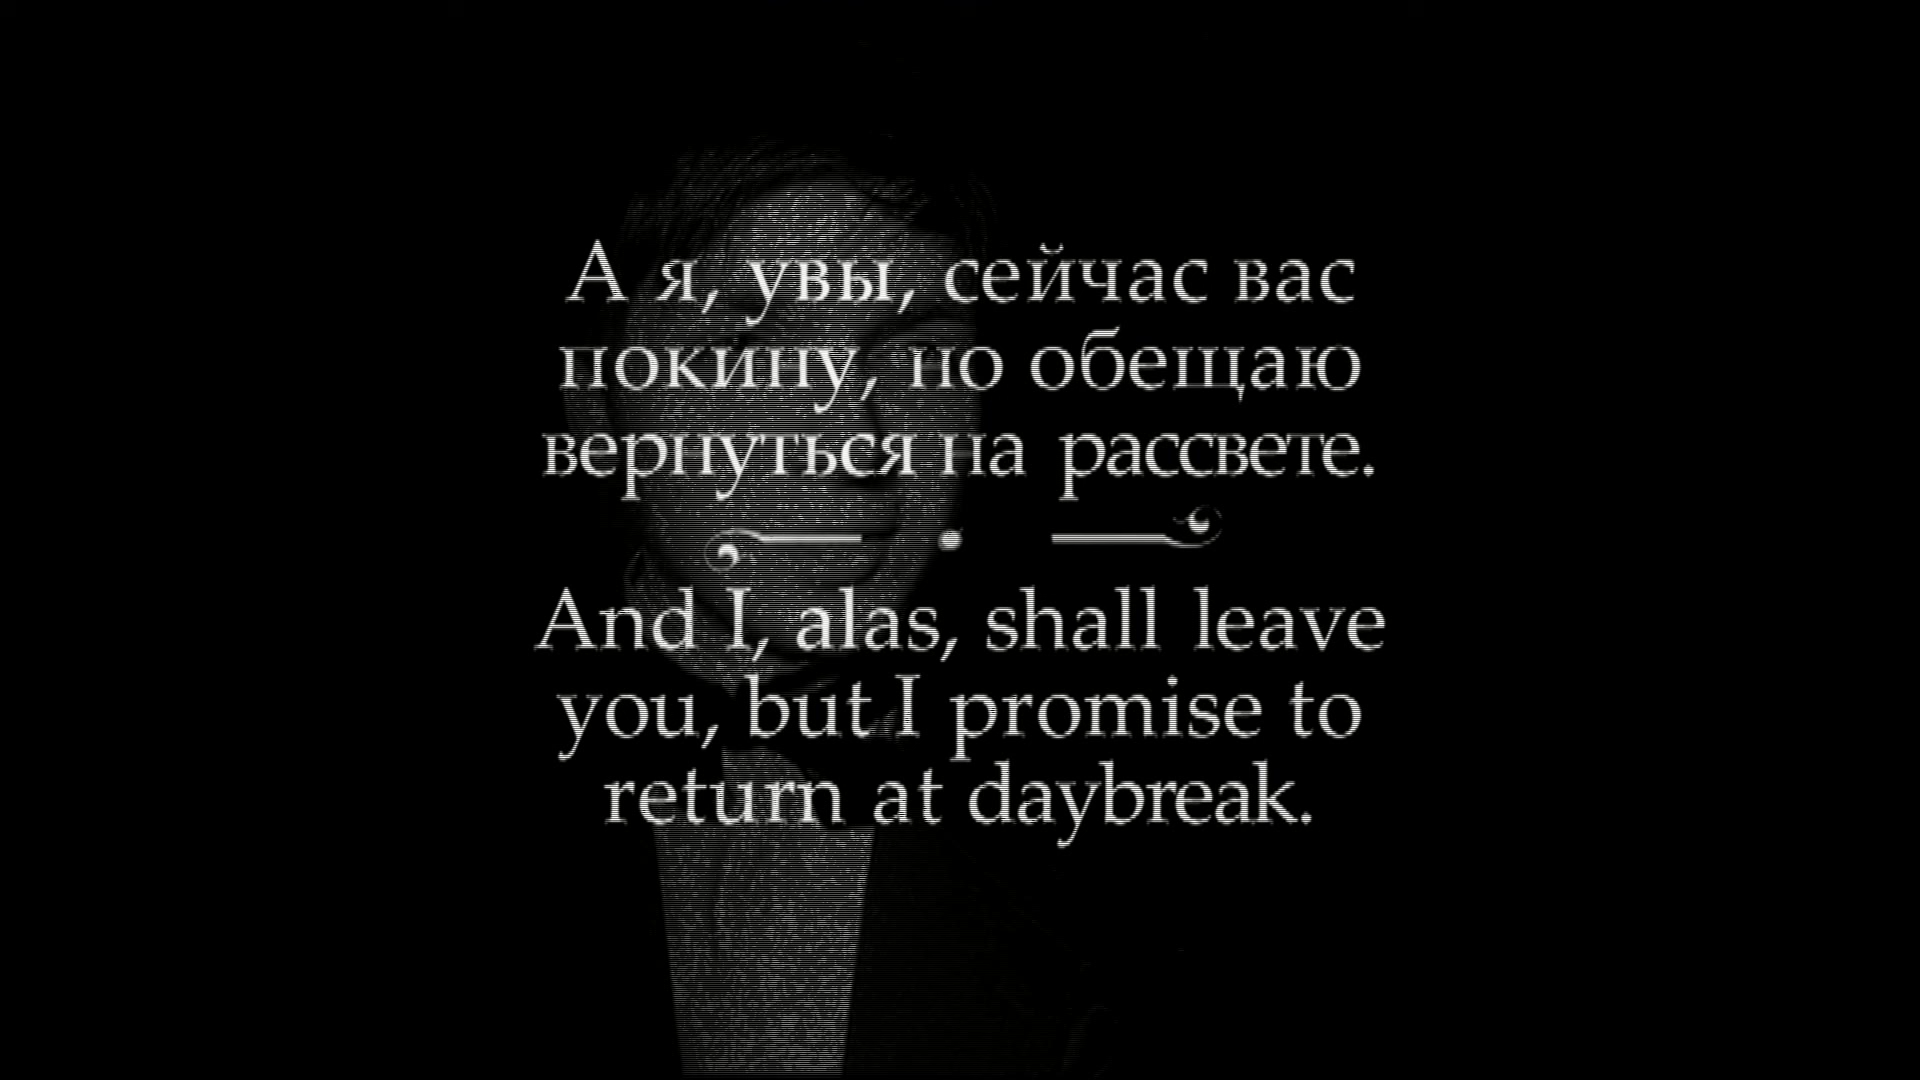 А я, увы, сейчас вас
покину, но обещаю
вернуться на рассвете.
And I, alas, shall leave
you, but I promise to
return at daybreak.